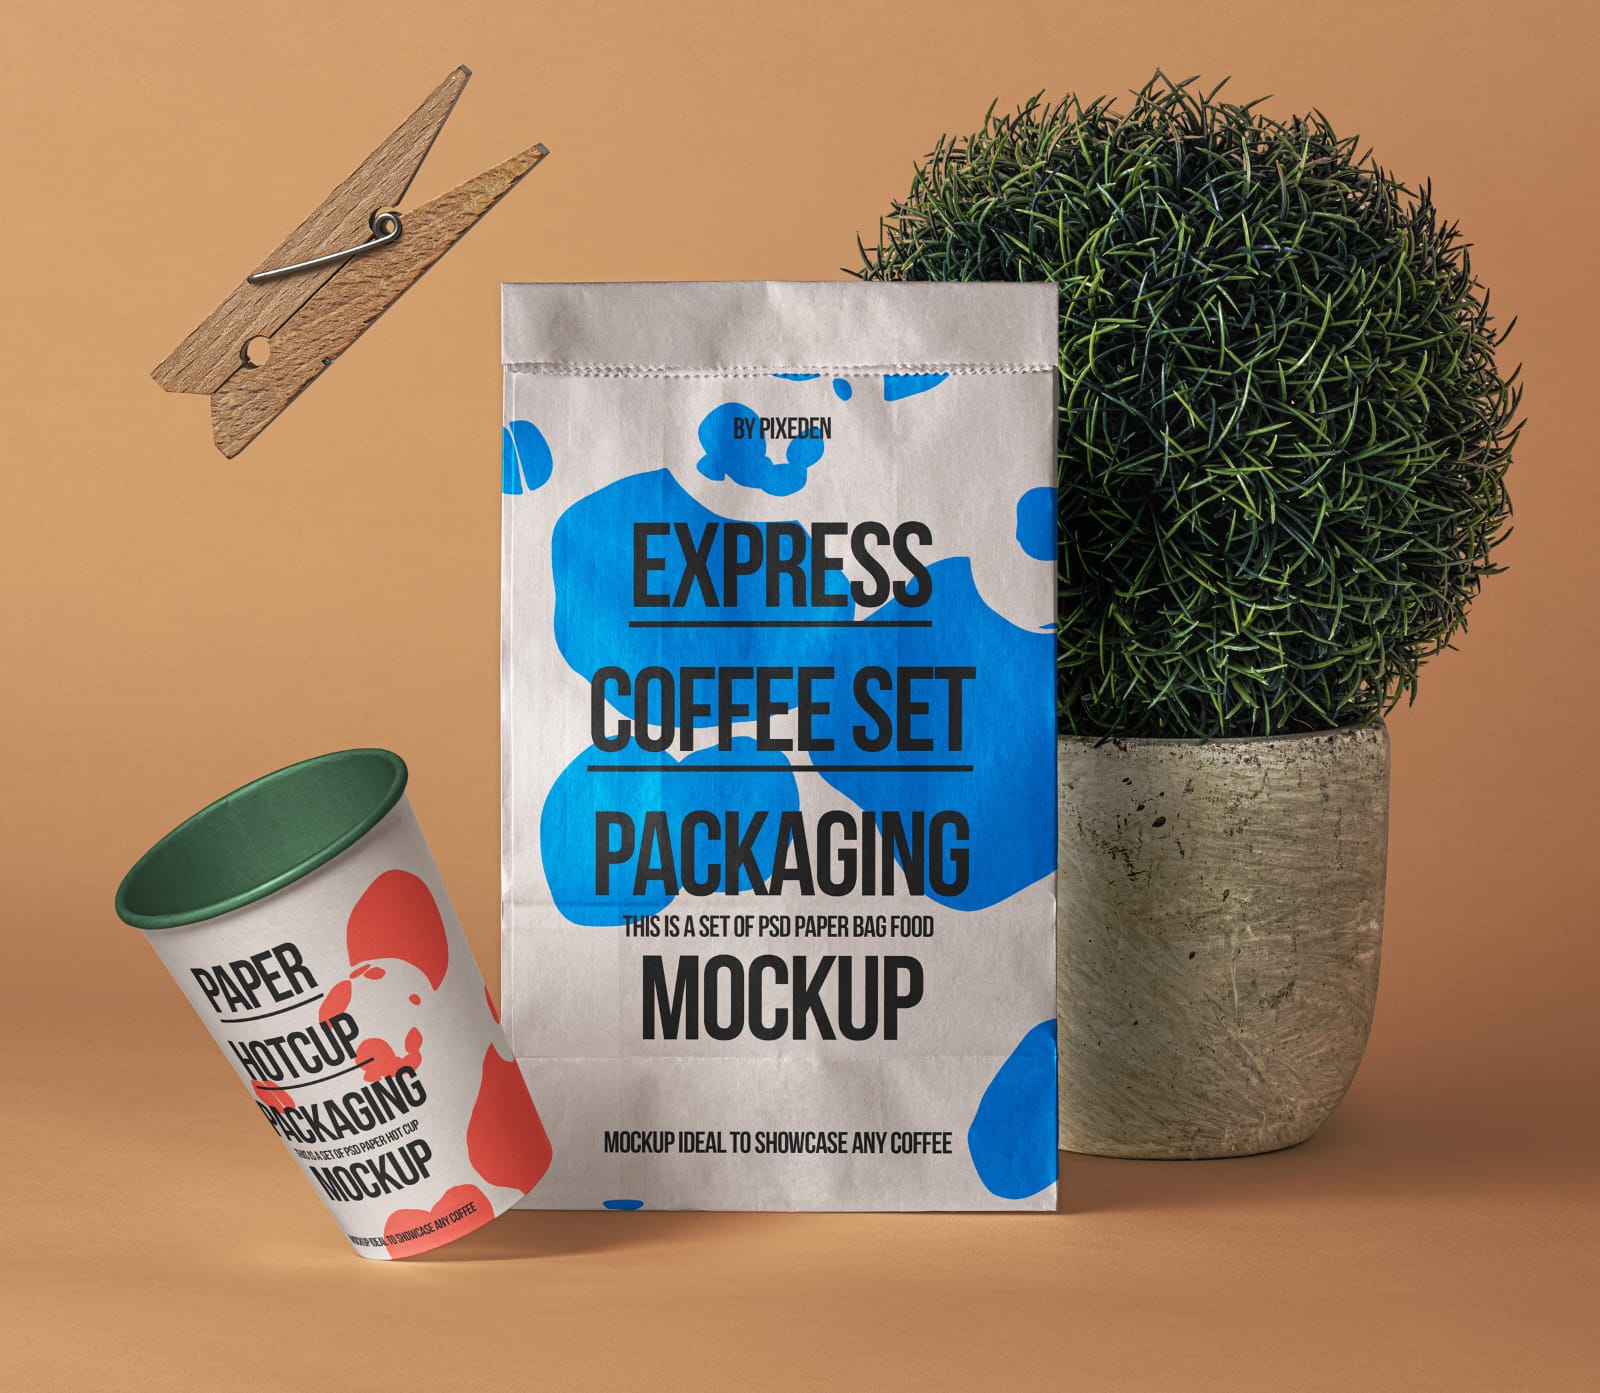 BY PIXEDEN
EXPRESS
COFFEE SET
PACKAGING
THIS IS A SET OF PSD PAPER BAG FOOD
MOCKUP
MOCKUP IDEAL TO SHOWCASE ANY COFFEE
PAPER
HOTCUP
PACKAGING
THIS IS A SET OF PSD PAPER HOT CUP
MOCKUP
MOCKUP IDEAL TO SHOWCASE ANY COFFEE